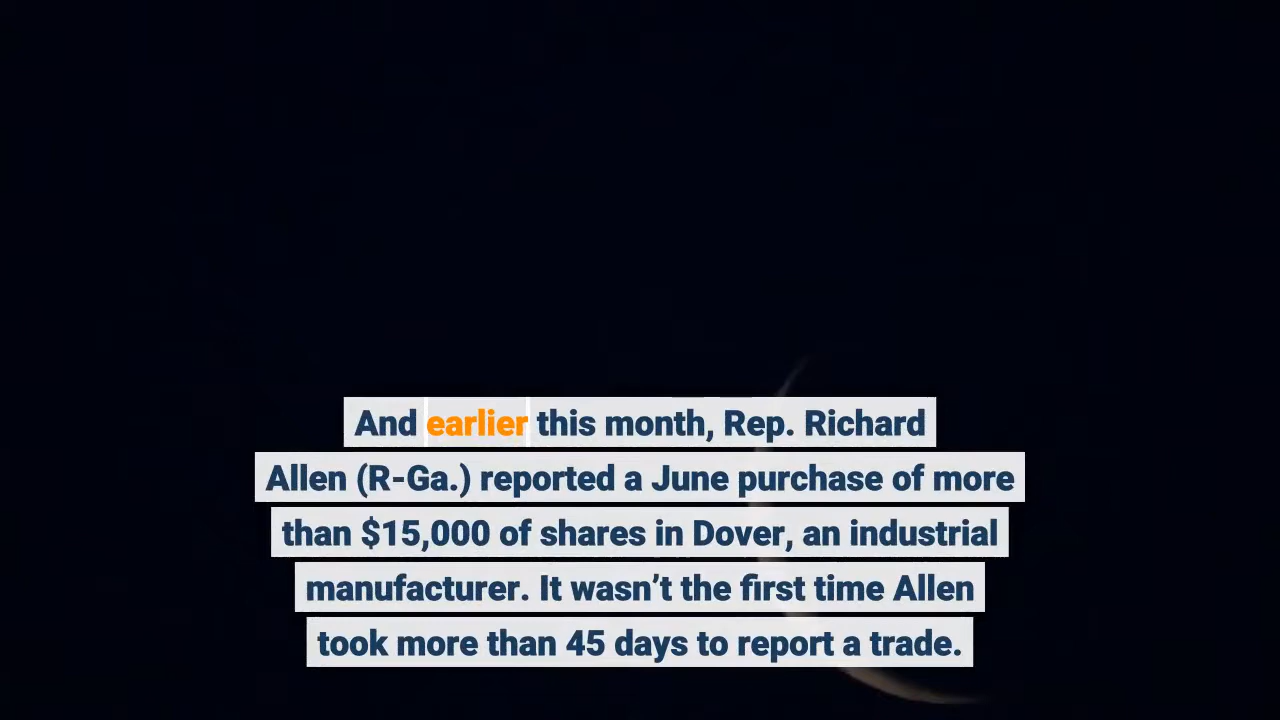 And earlier this month, Rep. Richard
Allen (R-Ga.) reported a June purchase of more
than $15,000 of shares in Dover, an industrial
manufacturer. It wasn’t the first time Allen
took more than 45 days to report a trade.